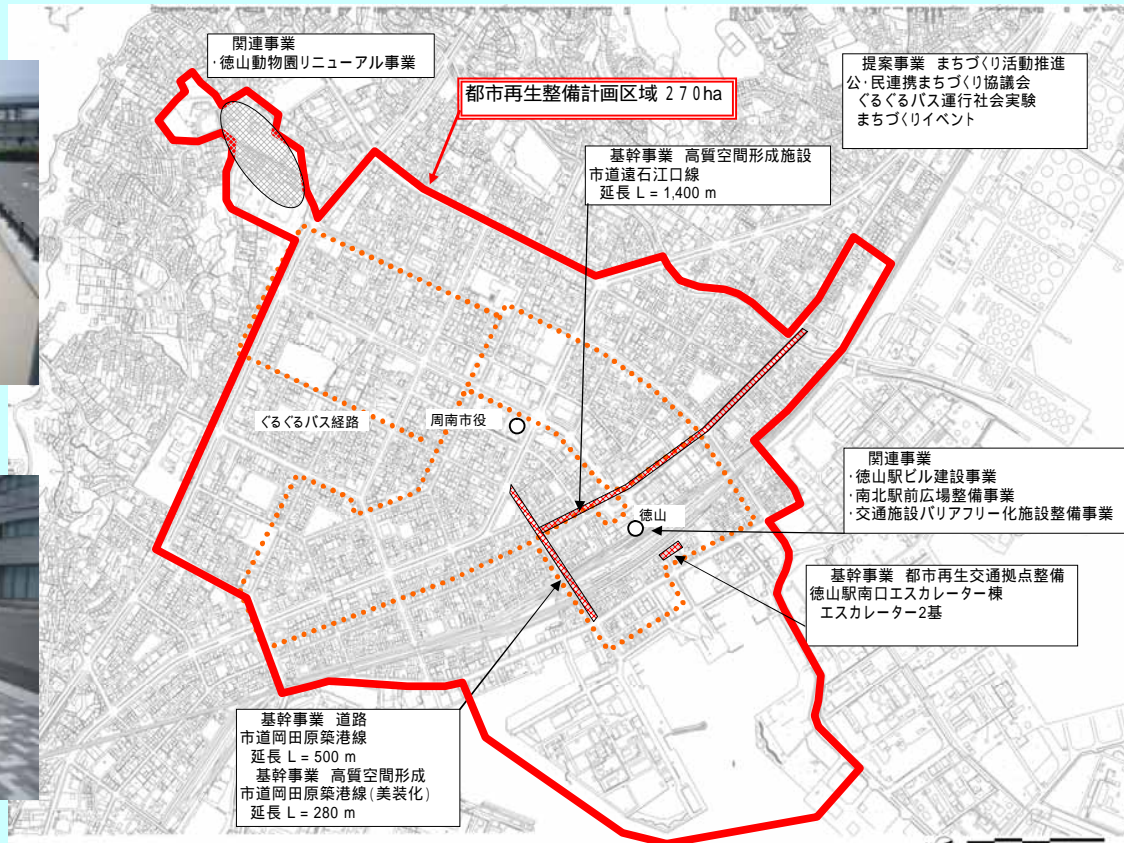 関連事業
・徳山動物園リニューアル事業
都市再生整備計画区域 270ha
提案事業 まちづくり活動推進
公・民連携まちづくり協議会
ぐるぐるバス運行社会実験
まちづくりイベント
基幹事業 高質空間形成施設
市道遠石江口線
延長 L = 1,400 m
ぐるぐるバス経路
周南市役
徳山
関連事業
・徳山駅ビル建設事業
・南北駅前広場整備事業
・交通施設バリアフリー化施設整備事業
基幹事業 都市再生交通拠点整備
徳山駅南口エスカレーター棟
エスカレーター2基
基幹事業 道路
市道岡田原築港線
延長 L = 500 m
基幹事業 高質空間形成
市道岡田原築港線(美装化)
延長 L = 280 m